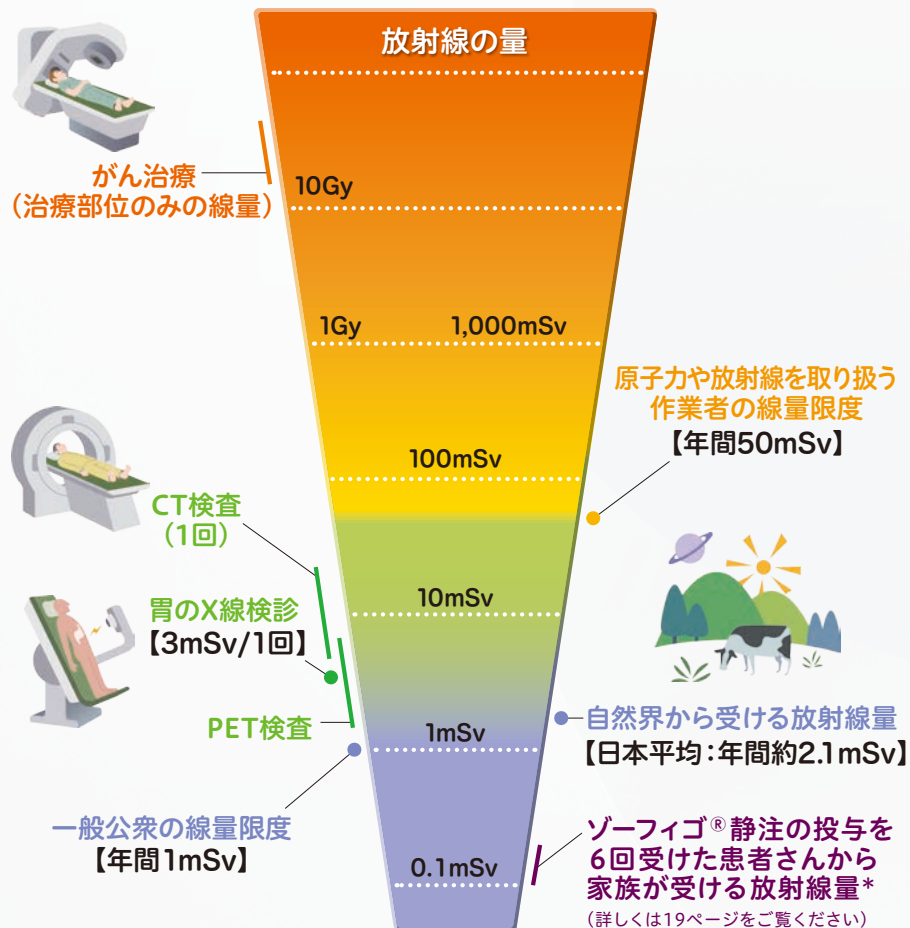 放射線の量
がん治療
（治療部位のみの線量）
10Gy
1Gy
1,000mSv
原子力や放射線を取り扱う
作業者の線量限度
【年間50mSv】
100mSv
CT検査
（1回）
10mSv
胃のX線検診
【3mSv/1回】
PET検査
1mSv
自然界から受ける放射線量
【日本平均：年間約2.1mSv】
一般公衆の線量限度
【年間1mSv】
0.1mSv
ゾーフィゴ®静注の投与を
6回受けた患者さんから
家族が受ける放射線量*
（詳しくは19ページをご覧ください）